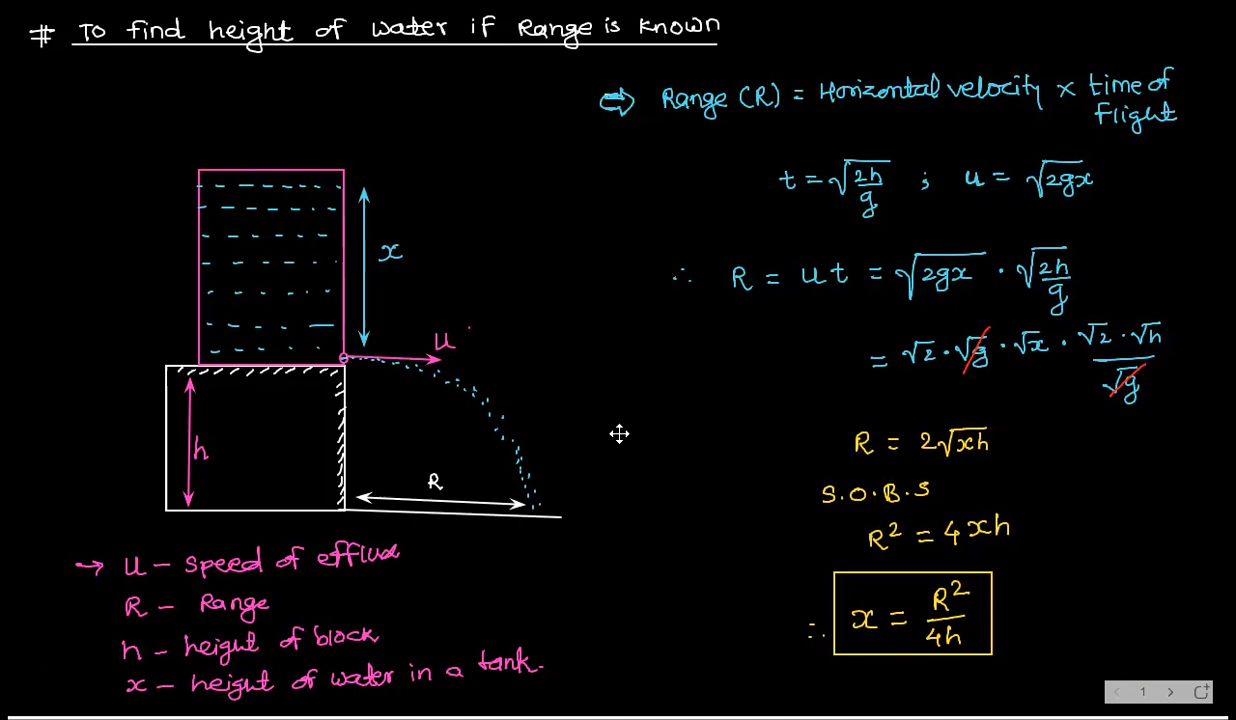 # To find height of water if Range is known
⇒ Range (R) = Horizontal velocity × time of flight
t = √(2h/g) ; u = √(2gx)
∴ R = ut = √(2gx) · √(2h/g)
= √2 · √g · √x · √2 · √h / √g
R = 2√(xh)
S.O.B.S
R² = 4xh
∴ x = R²/4h
x
u
h
R
→ u – speed of efflux
R – Range
h – height of block
x – height of water in a tank.
1